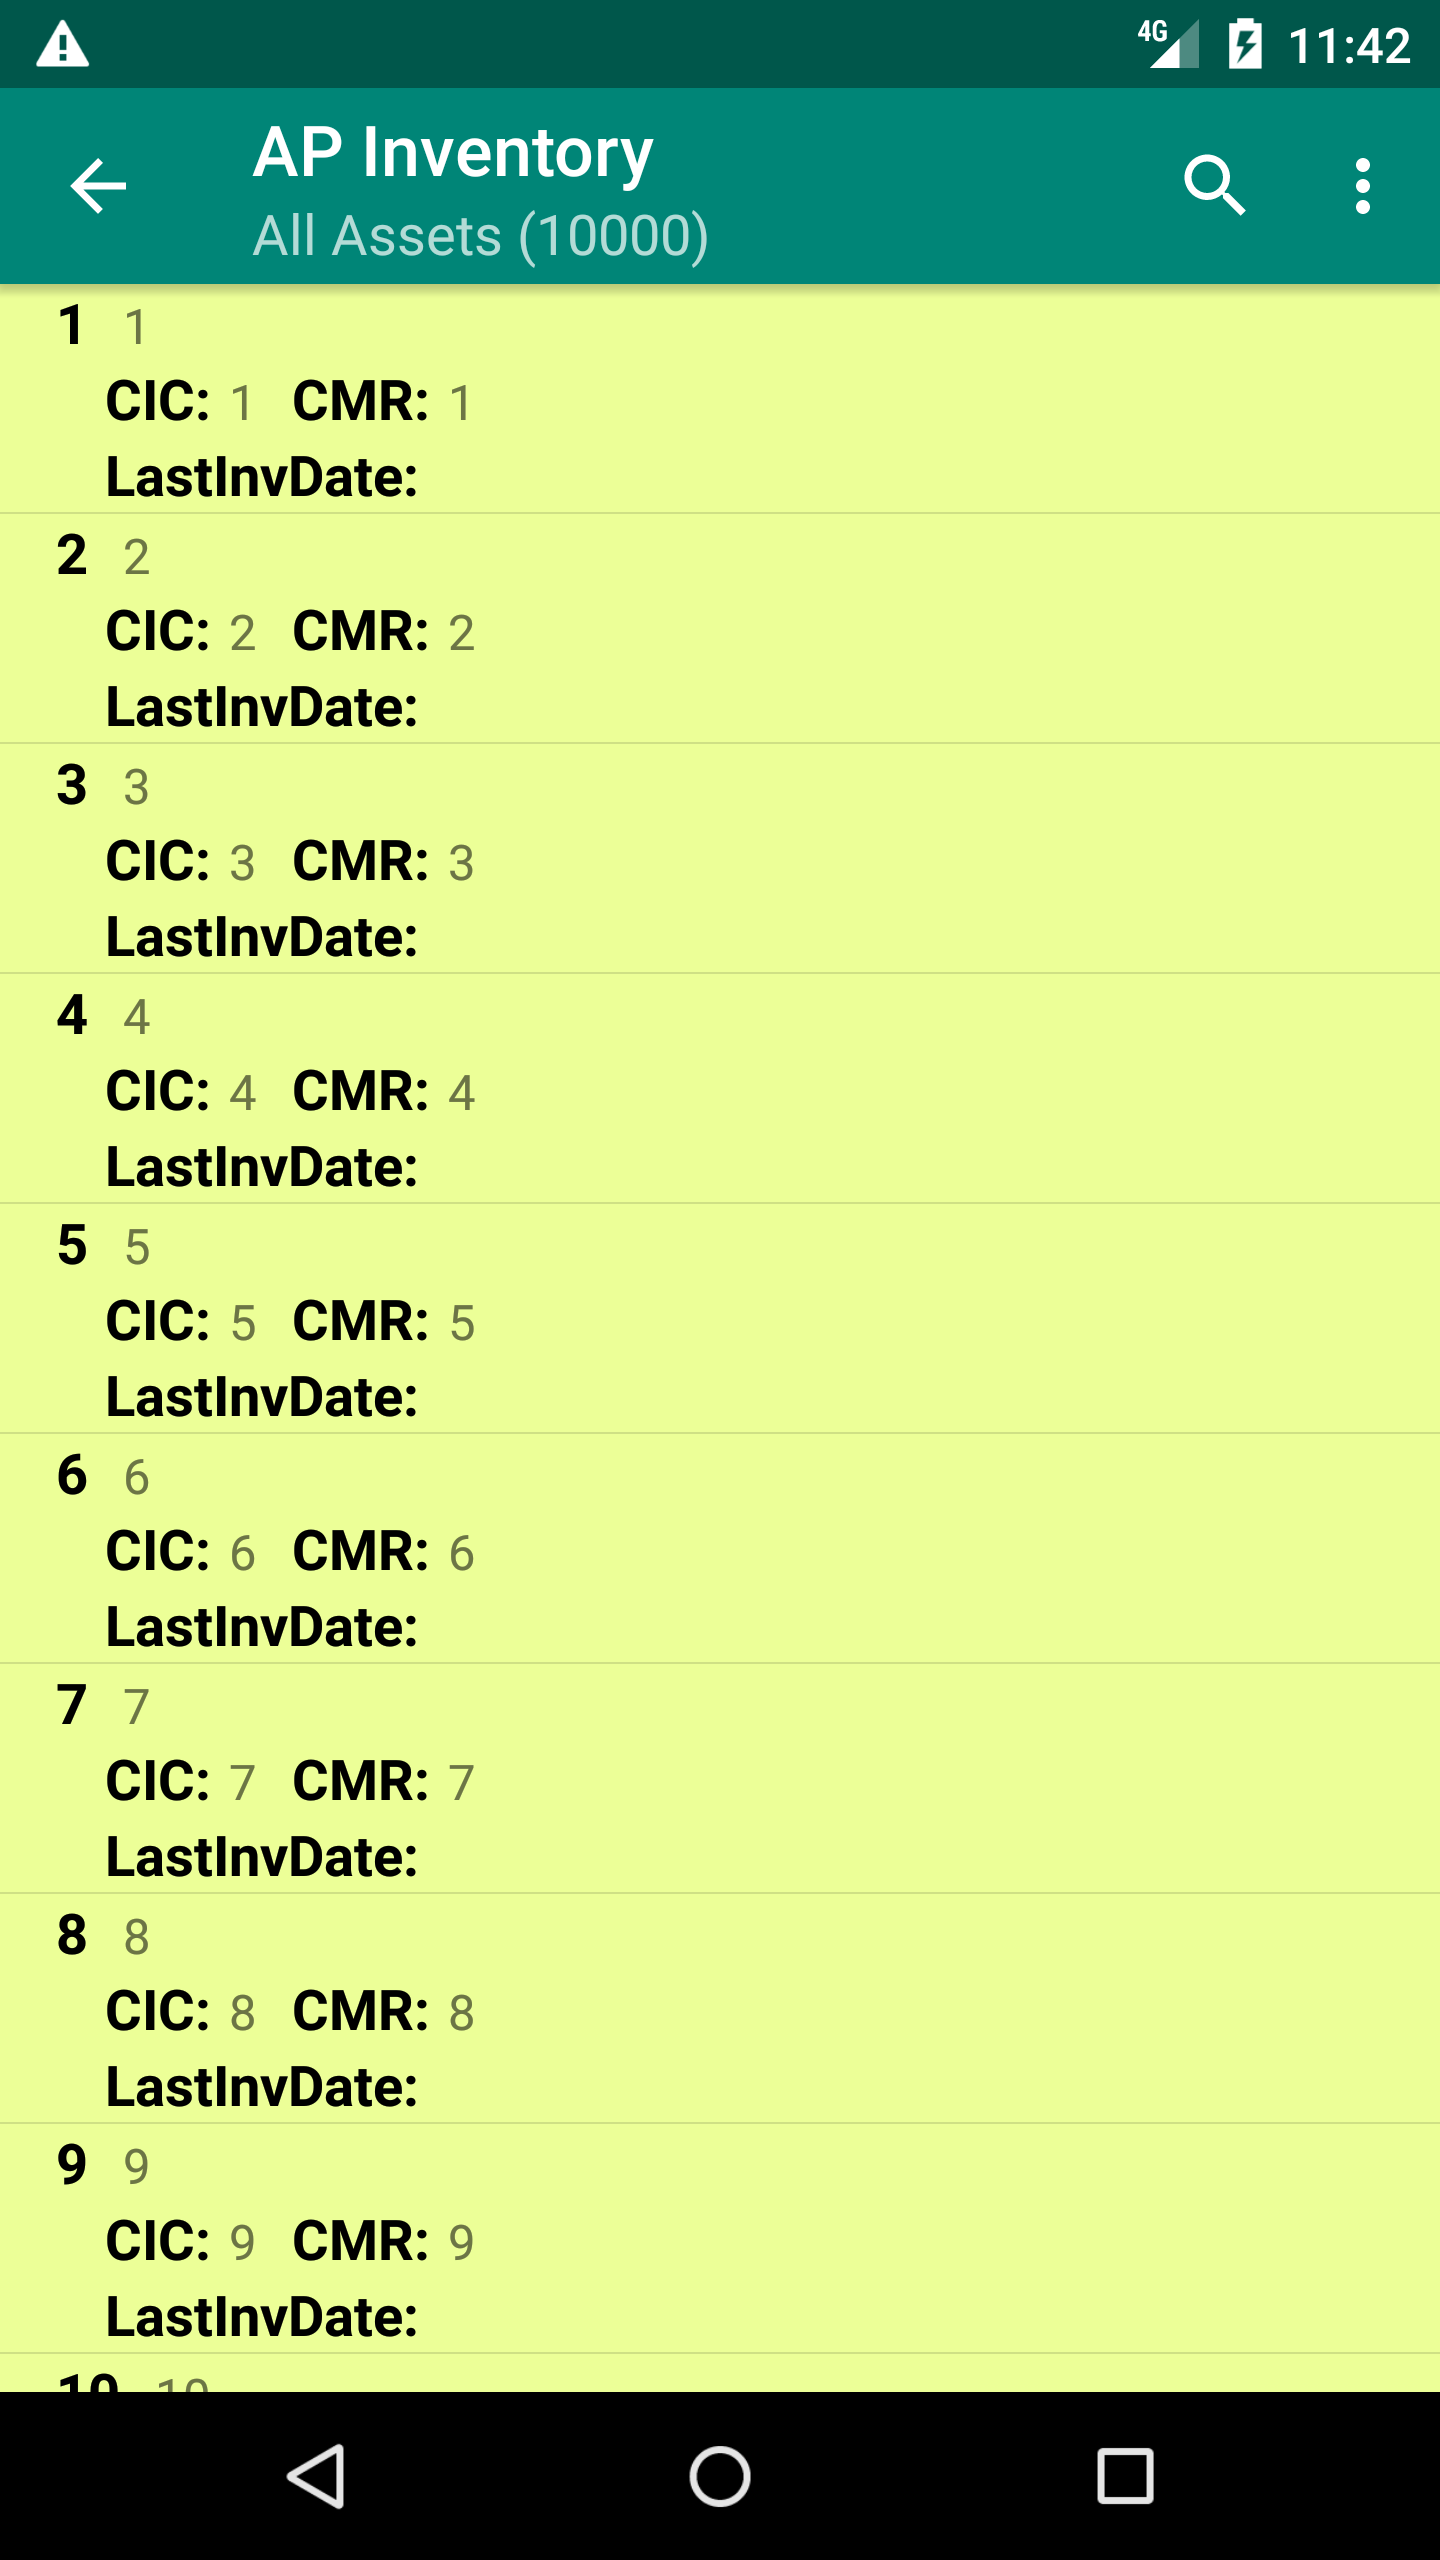 4G 11:42
AP Inventory
All Assets (10000)
1 1
CIC: 1 CMR: 1
LastInvDate:
2 2
CIC: 2 CMR: 2
LastInvDate:
3 3
CIC: 3 CMR: 3
LastInvDate:
4 4
CIC: 4 CMR: 4
LastInvDate:
5 5
CIC: 5 CMR: 5
LastInvDate:
6 6
CIC: 6 CMR: 6
LastInvDate:
7 7
CIC: 7 CMR: 7
LastInvDate:
8 8
CIC: 8 CMR: 8
LastInvDate:
9 9
CIC: 9 CMR: 9
LastInvDate:
10 10